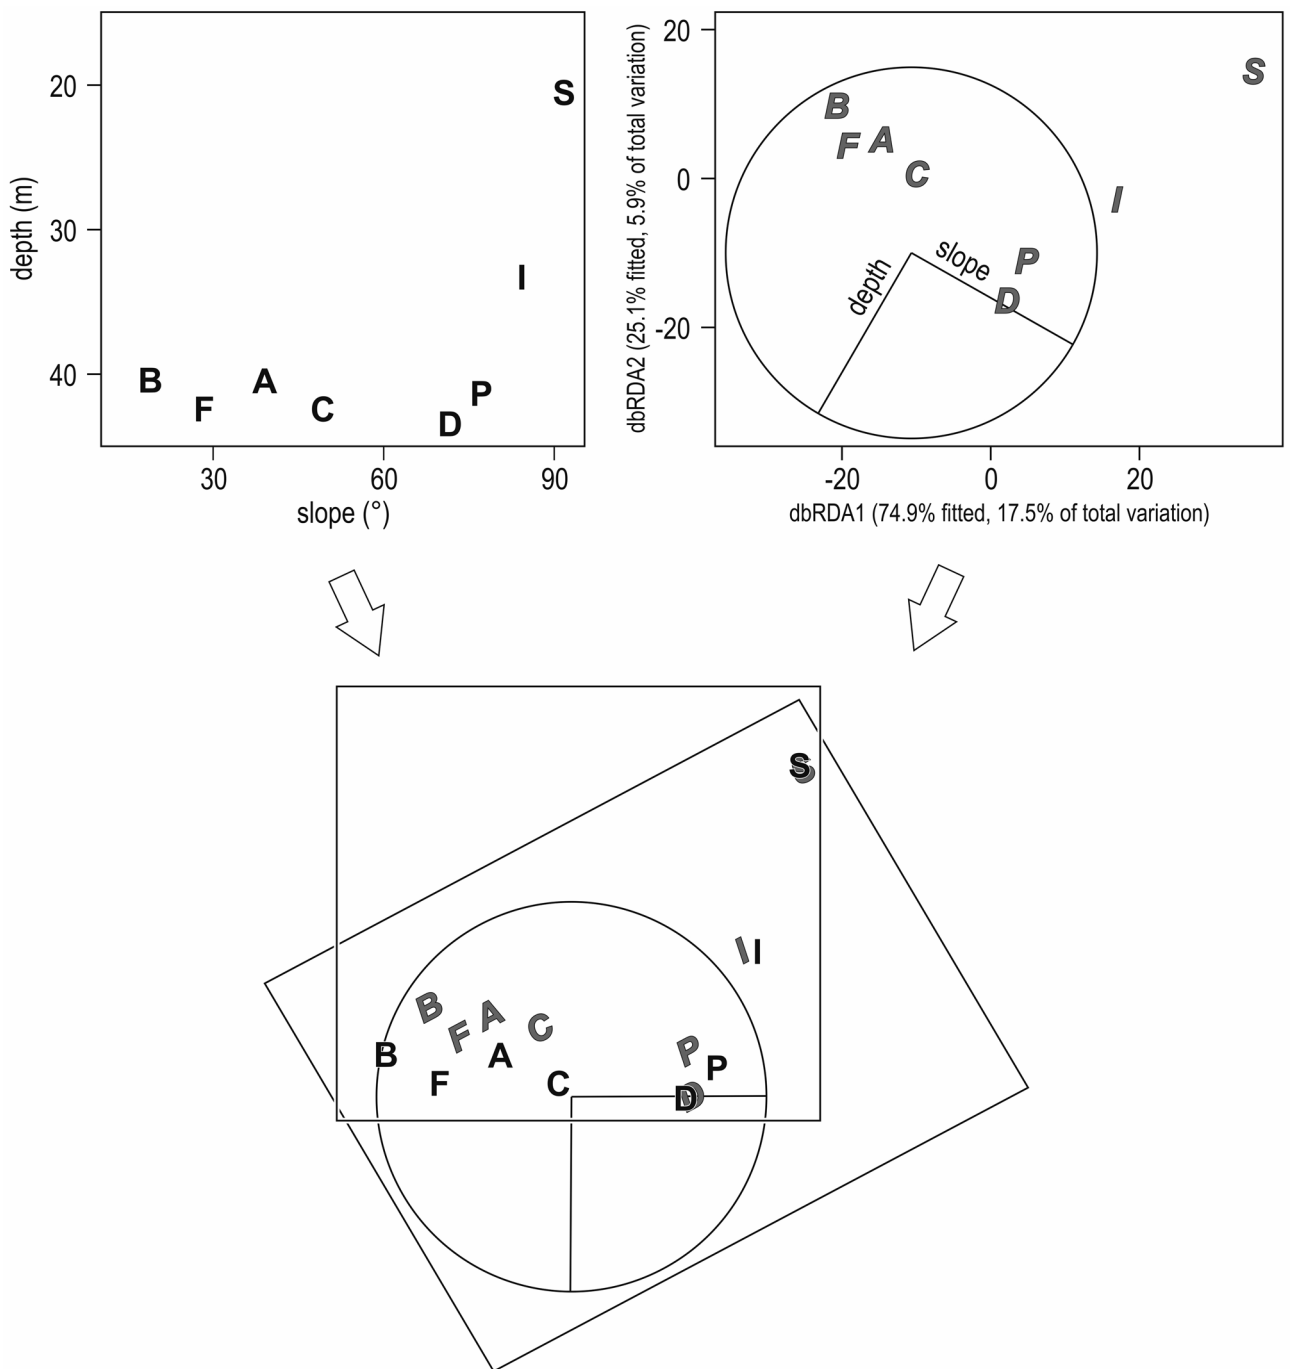 20
30
40
depth (m)
S
I
B
F
A
C
D
P
30
60
90
slope (°)
20
0
-20
dbRDA2 (25.1% fitted, 5.9% of total variation)
S
B
F
A
C
I
P
D
slope
depth
-20
0
20
dbRDA1 (74.9% fitted, 17.5% of total variation)
S
I
I
B
F
A
C
P
B
F
A
C
P
D